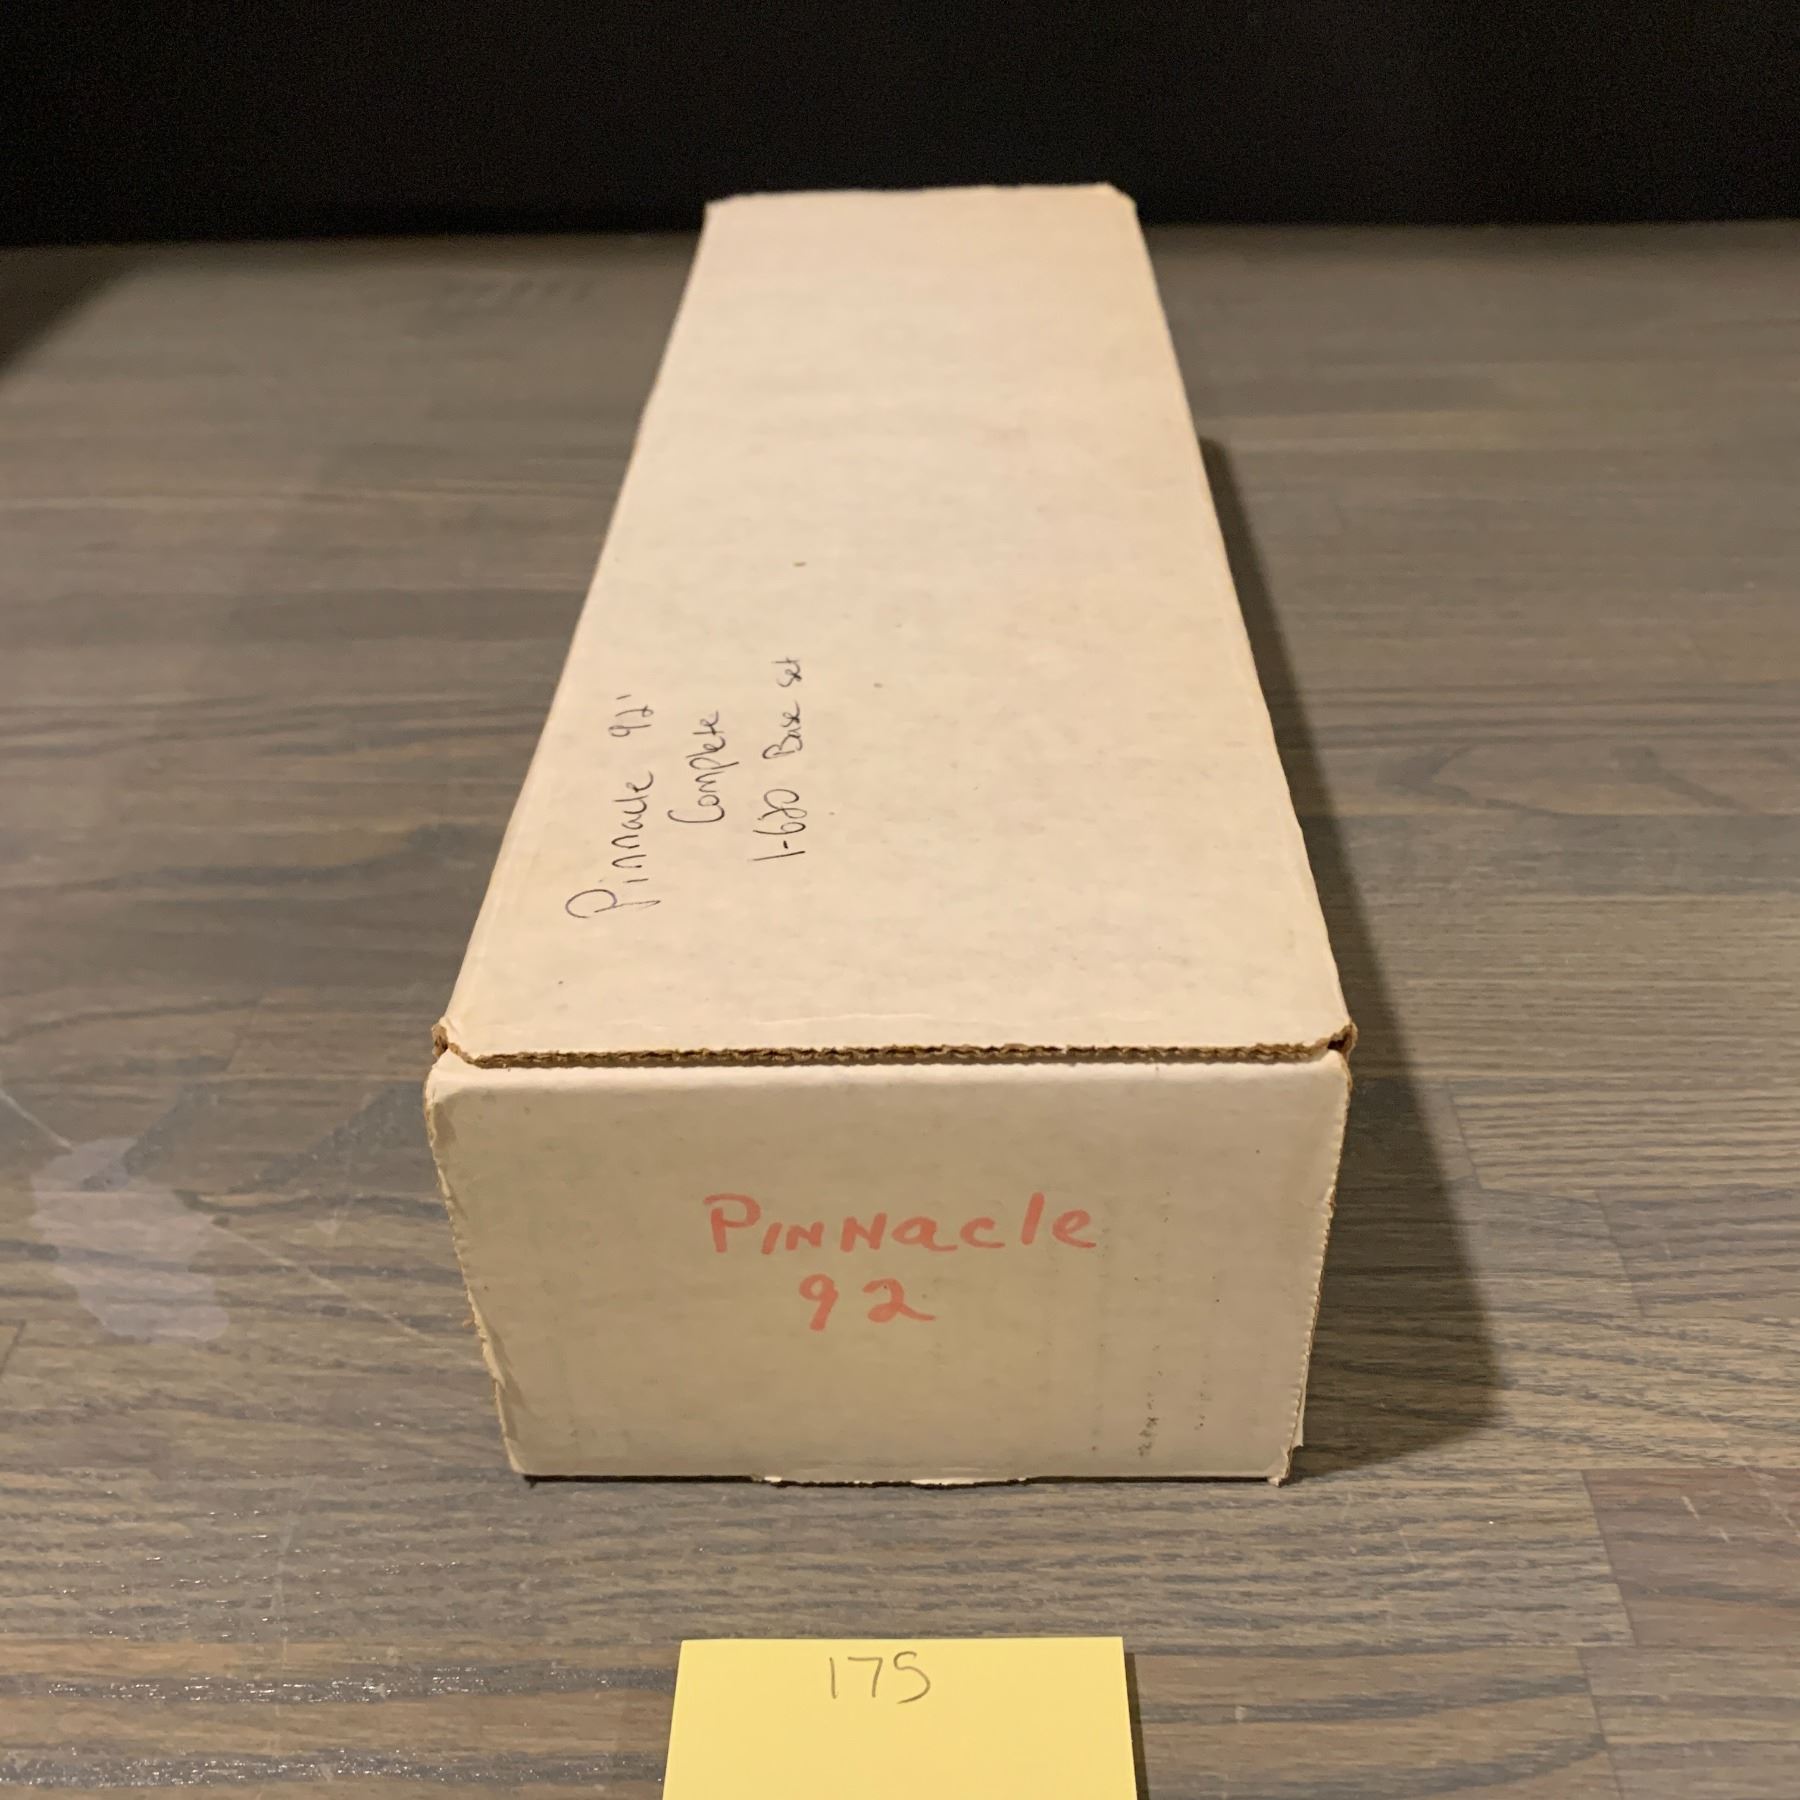 Pinnacle 92'
Complete
1-620 Base set
PiNNacle
92
175